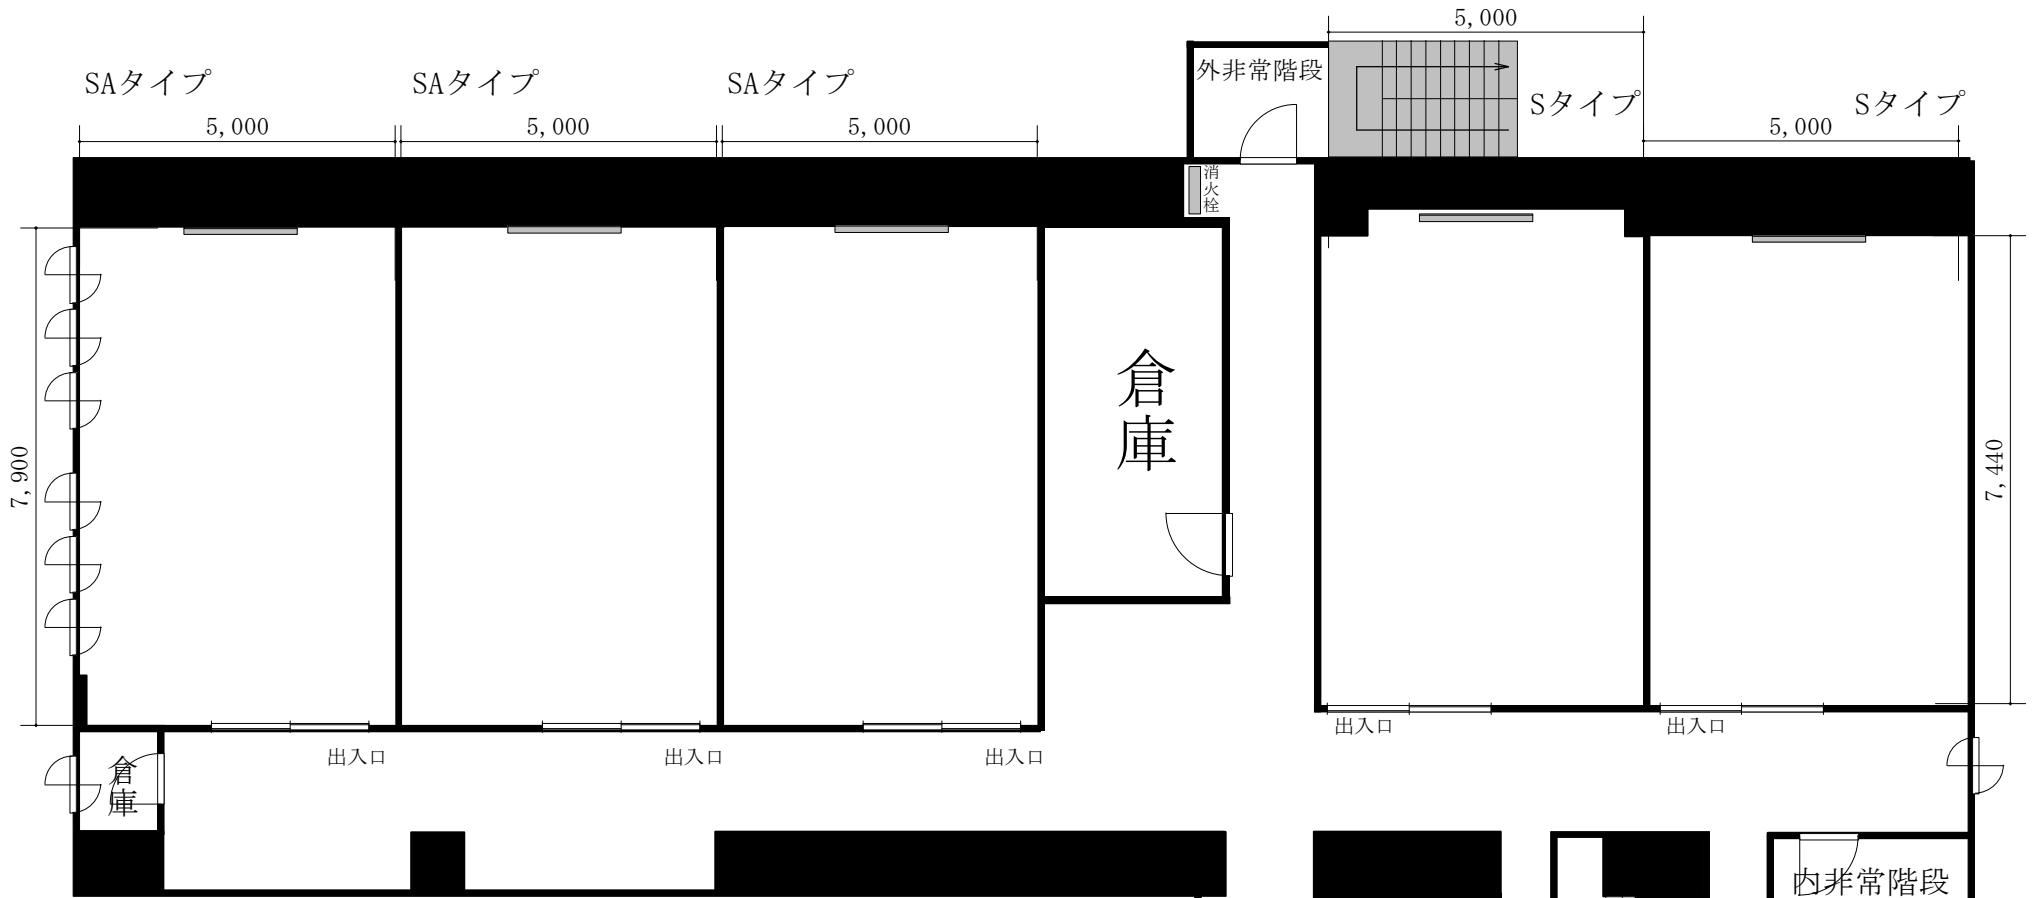 5,000
外非常階段
SAタイプ
SAタイプ
SAタイプ
Sタイプ
Sタイプ
5,000
5,000
5,000
5,000
消火栓
倉庫
7,900
7,440
出入口
出入口
出入口
出入口
出入口
倉庫
内非常階段